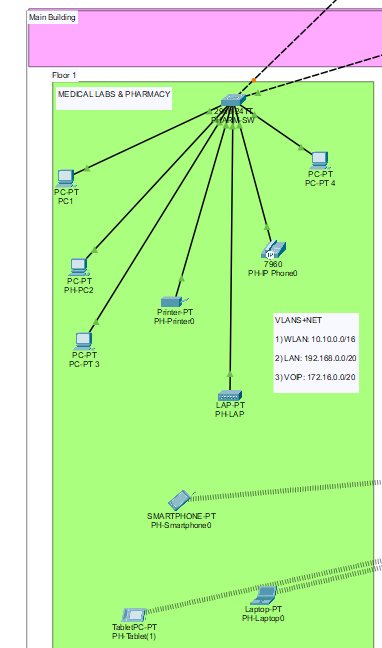 Main Building
Floor 1
MEDICAL LABS & PHARMACY
PHARM-SW
PC-PT
PC1
PC-PT
PC-PT 4
7960
PH-IP Phone0
PC-PT
PH-PC2
Printer-PT
PH-Printer0
VLANS+NET
1) WLAN: 10.10.0.0/16
2) LAN: 192.168.0.0/20
3) VOIP: 172.16.0.0/20
PC-PT
PC-PT 3
LAP-PT
PH-LAP
SMARTPHONE-PT
PH-Smartphone0
Laptop-PT
PH-Laptop0
TabletPC-PT
PH-Tablet(1)